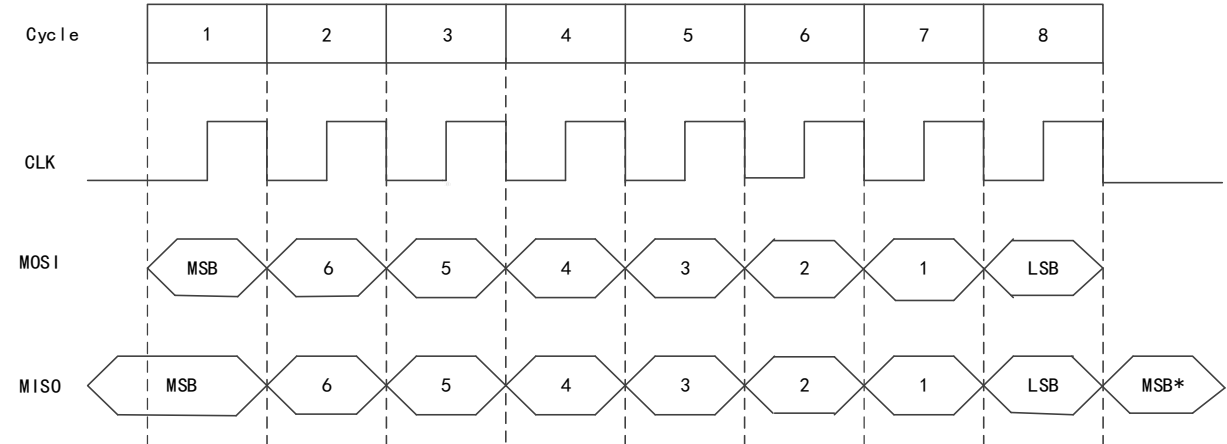 Cycle 1 2 3 4 5 6 7 8
CLK
MOSI MSB 6 5 4 3 2 1 LSB
MISO MSB 6 5 4 3 2 1 LSB MSB*